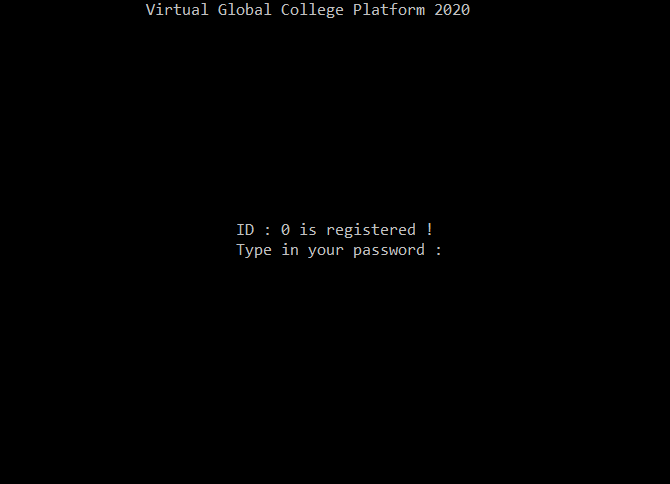 Virtual Global College Platform 2020
ID : 0 is registered !
Type in your password :